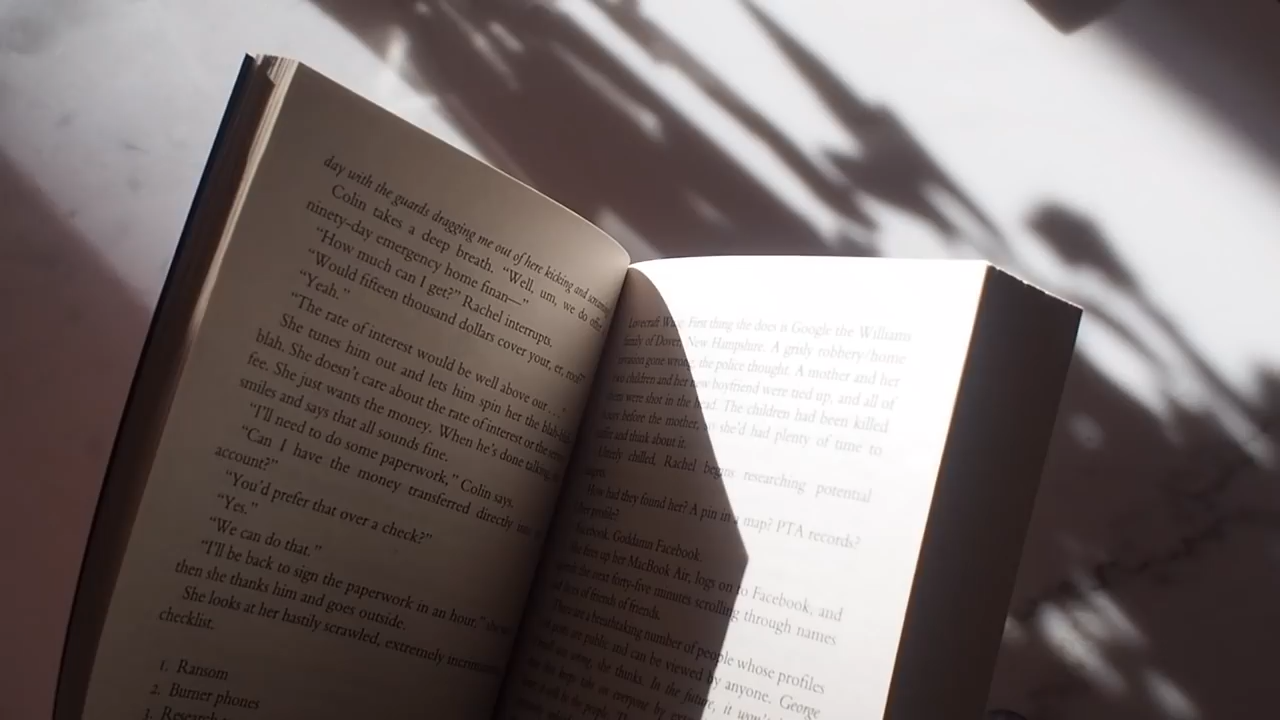 day with the guards dragging me out of here kicking and
Colin takes a deep breath. “Well, um, we do
ninety-day emergency home finan—”
“How much can I get?” Rachel interrupts.
“Would fifteen thousand dollars cover your, er, roof?”
“Yeah.”
“The rate of interest would be well above our . . .”
She tunes him out and lets him spin her the blah-blah-
blah. She doesn’t care about the rate of interest or the
fee. She just wants the money. When he’s done talking,
smiles and says that all sounds fine.
“I’ll need to do some paperwork,” Colin says.
“Can I have the money transferred directly into
account?”
“You’d prefer that over a check?”
“Yes.”
“We can do that.”
“I’ll be back to sign the paperwork in an hour,”
then she thanks him and goes outside.
She looks at her hastily scrawled, extremely
checklist.
1. Ransom
2. Burner phones
3. Research
First thing she does is Google the Williams
family of Dover, New Hampshire. A grisly robbery/home
invasion gone wrong, the police thought. A mother and her
two children and her new boyfriend were tied up, and all of
them were shot in the head. The children had been killed
before the mother, so she’d had plenty of time to
suffer and think about it.
chilled, Rachel begins researching potential
How had they found her? A pin in a map? PTA records?
her profile?
Facebook. Goddamn Facebook.
She fires up her MacBook Air, logs on to Facebook, and
spends the next forty-five minutes scrolling through names
of friends of friends.
There are a breathtaking number of people whose profiles
posts are public and can be viewed by anyone. George
was wrong, she thinks. In the future, it won’t